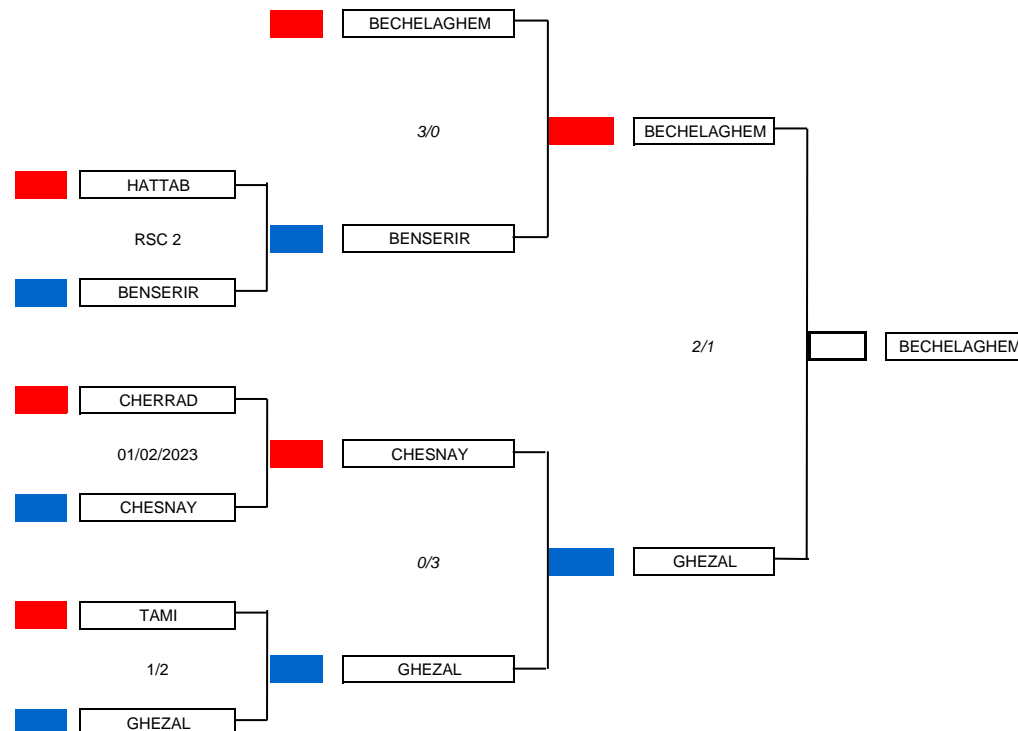 BECHELAGHEM
3/0
BECHELAGHEM
HATTAB
RSC 2
BENSERIR
BENSERIR
2/1
BECHELAGHEM
CHERRAD
01/02/2023
CHESNAY
CHESNAY
0/3
GHEZAL
TAMI
1/2
GHEZAL
GHEZAL